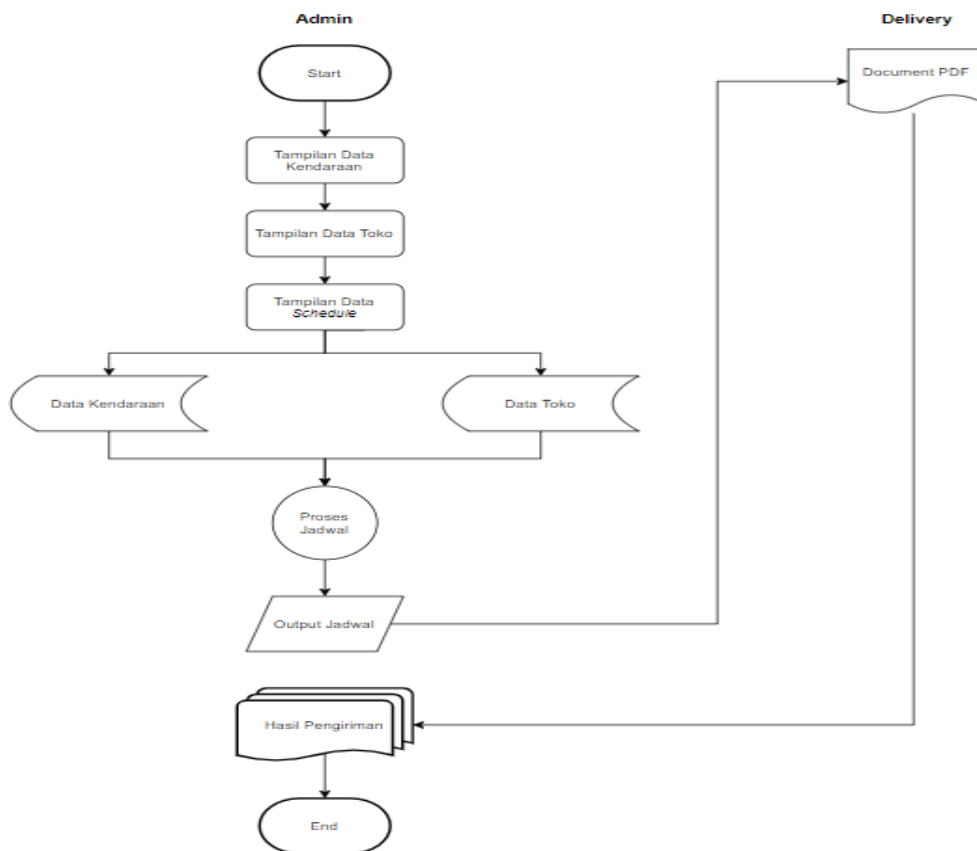 Admin
Delivery
Start
Document PDF
Tampilan Data
Kendaraan
Tampilan Data Toko
Tampilan Data
Schedule
Data Kendaraan
Data Toko
Proses
Jadwal
Output Jadwal
Hasil Pengiriman
End